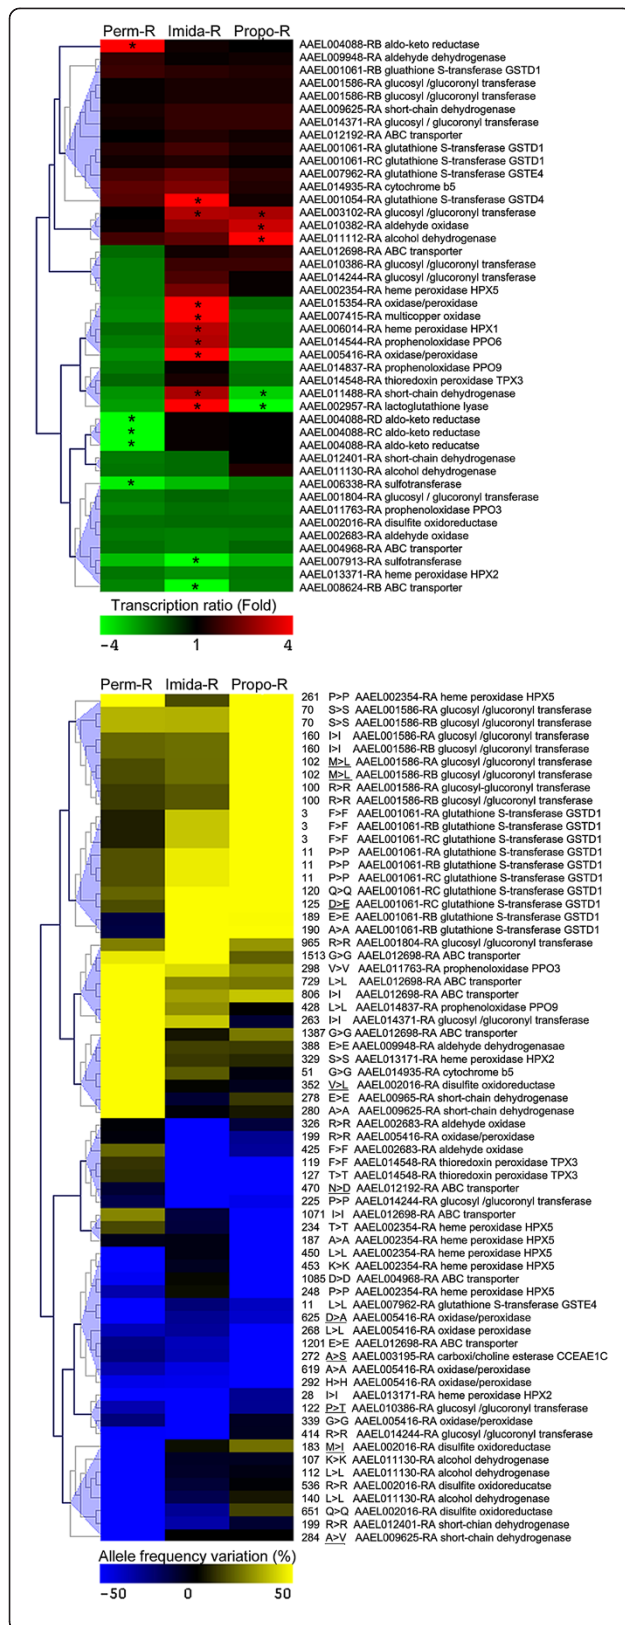 Perm-R Imida-R Propo-R
*
AAEL004088-RB aldo-keto reductase
AAEL009948-RA aldehyde dehydrogenase
AAEL001061-RB gluathione S-transferase GSTD1
AAEL001586-RA glucosyl /glucoronyl transferase
AAEL001586-RB glucosyl /glucoronyl transferase
AAEL009625-RA short-chain dehydrogenase
AAEL014371-RA glucosyl / glucoronyl transferase
AAEL012192-RA ABC transporter
AAEL001061-RA glutathione S-transferase GSTD1
AAEL001061-RC glutathione S-transferase GSTD1
AAEL007962-RA glutathione S-transferase GSTE4
AAEL014935-RA cytochrome b5
* AAEL001054-RA glutathione S-transferase GSTD4
* * AAEL003102-RA glucosyl /glucoronyl transferase
* AAEL010382-RA aldehyde oxidase
* AAEL011112-RA alcohol dehydrogenase
AAEL012698-RA ABC transporter
AAEL010386-RA glucosyl /glucoronyl transferase
AAEL014244-RA glucosyl /glucoronyl transferase
AAEL002354-RA heme peroxidase HPX5
* AAEL015354-RA oxidase/peroxidase
* AAEL007415-RA multicopper oxidase
* AAEL006014-RA heme peroxidase HPX1
* AAEL014544-RA prophenoloxidase PPO6
* AAEL005416-RA oxidase/peroxidase
AAEL014837-RA prophenoloxidase PPO9
AAEL014548-RA thioredoxin peroxidase TPX3
* * AAEL011488-RA short-chain dehydrogenase
* * AAEL002957-RA lactoglutathione lyase
* AAEL004088-RD aldo-keto reductase
* AAEL004088-RC aldo-keto reductase
* AAEL004088-RA aldo-keto reducatse
AAEL012401-RA short-chain dehydrogenase
AAEL011130-RA alcohol dehydrogenase
* AAEL006338-RA sulfotransferase
AAEL001804-RA glucosyl / glucoronyl transferase
AAEL011763-RA prophenoloxidase PPO3
AAEL002016-RA disulfite oxidoreductase
AAEL002683-RA aldehyde oxidase
AAEL004968-RA ABC transporter
* AAEL007913-RA sulfotransferase
AAEL013371-RA heme peroxidase HPX2
* AAEL008624-RB ABC transporter
Transcription ratio (Fold)
-4 1 4
Perm-R Imida-R Propo-R
261 P>P AAEL002354-RA heme peroxidase HPX5
70 S>S AAEL001586-RA glucosyl /glucoronyl transferase
70 S>S AAEL001586-RB glucosyl /glucoronyl transferase
160 I>I AAEL001586-RA glucosyl /glucoronyl transferase
160 I>I AAEL001586-RB glucosyl /glucoronyl transferase
102 M>L AAEL001586-RA glucosyl /glucoronyl transferase
102 M>L AAEL001586-RB glucosyl /glucoronyl transferase
100 R>R AAEL001586-RA glucosyl-glucoronyl transferase
100 R>R AAEL001586-RB glucosyl /glucoronyl transferase
3 F>F AAEL001061-RA glutathione S-transferase GSTD1
3 F>F AAEL001061-RB glutathione S-transferase GSTD1
3 F>F AAEL001061-RC glutathione S-transferase GSTD1
11 P>P AAEL001061-RA glutathione S-transferase GSTD1
11 P>P AAEL001061-RB glutathione S-transferase GSTD1
11 P>P AAEL001061-RC glutathione S-transferase GSTD1
120 Q>Q AAEL001061-RC glutathione S-transferase GSTD1
125 D>E AAEL001061-RC glutathione S-transferase GSTD1
189 E>E AAEL001061-RB glutathione S-transferase GSTD1
190 A>A AAEL001061-RB glutathione S-transferase GSTD1
965 R>R AAEL001804-RA glucosyl /glucoronyl transferase
1513 G>G AAEL012698-RA ABC transporter
298 V>V AAEL011763-RA prophenoloxidase PPO3
729 L>L AAEL012698-RA ABC transporter
806 I>I AAEL012698-RA ABC transporter
428 L>L AAEL014837-RA prophenoloxidase PPO9
263 I>I AAEL014371-RA glucosyl /glucoronyl transferase
1387 G>G AAEL012698-RA ABC transporter
388 E>E AAEL009948-RA aldehyde dehydrogenasae
329 S>S AAEL013171-RA heme peroxidase HPX2
51 G>G AAEL014935-RA cytochrome b5
352 V>L AAEL002016-RA disulfite oxidoreductase
278 E>E AAEL00965-RA short-chain dehydrogenase
280 A>A AAEL009625-RA short-chain dehydrogenase
326 R>R AAEL002683-RA aldehyde oxidase
199 R>R AAEL005416-RA oxidase/peroxidase
425 F>F AAEL002683-RA aldehyde oxidase
119 F>F AAEL014548-RA thioredoxin peroxidase TPX3
127 T>T AAEL014548-RA thioredoxin peroxidase TPX3
470 N>D AAEL012192-RA ABC transporter
225 P>P AAEL014244-RA glucosyl /glucoronyl transferase
1071 I>I AAEL012698-RA ABC transporter
234 T>T AAEL002354-RA heme peroxidase HPX5
187 A>A AAEL002354-RA heme peroxidase HPX5
450 L>L AAEL002354-RA heme peroxidase HPX5
453 K>K AAEL002354-RA heme peroxidase HPX5
1085 D>D AAEL004968-RA ABC transporter
248 P>P AAEL002354-RA heme peroxidase HPX5
11 L>L AAEL007962-RA glutathione S-transferase GSTE4
625 D>A AAEL005416-RA oxidase/peroxidase
268 L>L AAEL005416-RA oxidase peroxidase
1201 E>E AAEL012698-RA ABC transporter
272 A>S AAEL003195-RA carboxi/choline esterase CCEAE1C
619 A>A AAEL005416-RA oxidase/peroxidase
292 H>H AAEL005416-RA oxidase/peroxidase
28 I>I AAEL013171-RA heme peroxidase HPX2
122 P>T AAEL010386-RA glucosyl /glucoronyl transferase
339 G>G AAEL005416-RA oxidase/peroxidase
414 R>R AAEL014244-RA glucosyl /glucoronyl transferase
183 M>I AAEL002016-RA disulfite oxidoreductase
107 K>K AAEL011130-RA alcohol dehydrogenase
112 L>L AAEL011130-RA alcohol dehydrogenase
536 R>R AAEL002016-RA disulfite oxidoreducatse
140 L>L AAEL011130-RA alcohol dehydrogenase
651 Q>Q AAEL002016-RA disulfite oxidoreductase
199 R>R AAEL012401-RA short-chian dehydrogenase
284 A>V AAEL009625-RA short-chain dehydrogenase
Allele frequency variation (%)
-50 0 50